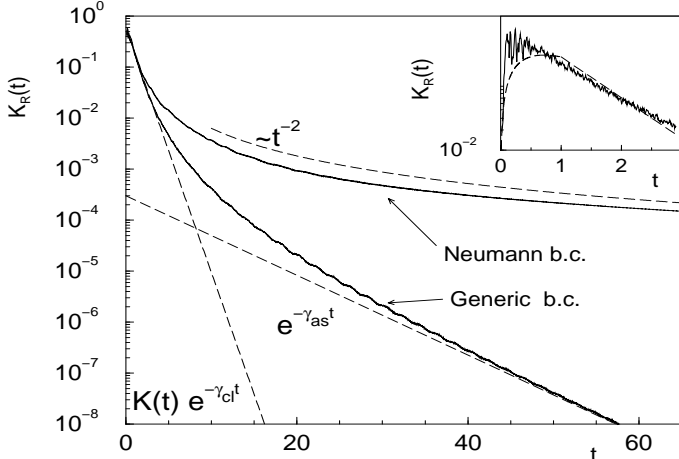 K_R(t)
10^0
10^-1
10^-2
10^-3
10^-4
10^-5
10^-6
10^-7
10^-8
0
20
40
60
t
~t^-2
Neumann b.c.
Generic b.c.
e^-γ_as t
K(t) e^-γ_cl t
K_R(t)
10^-2
0
1
2
t